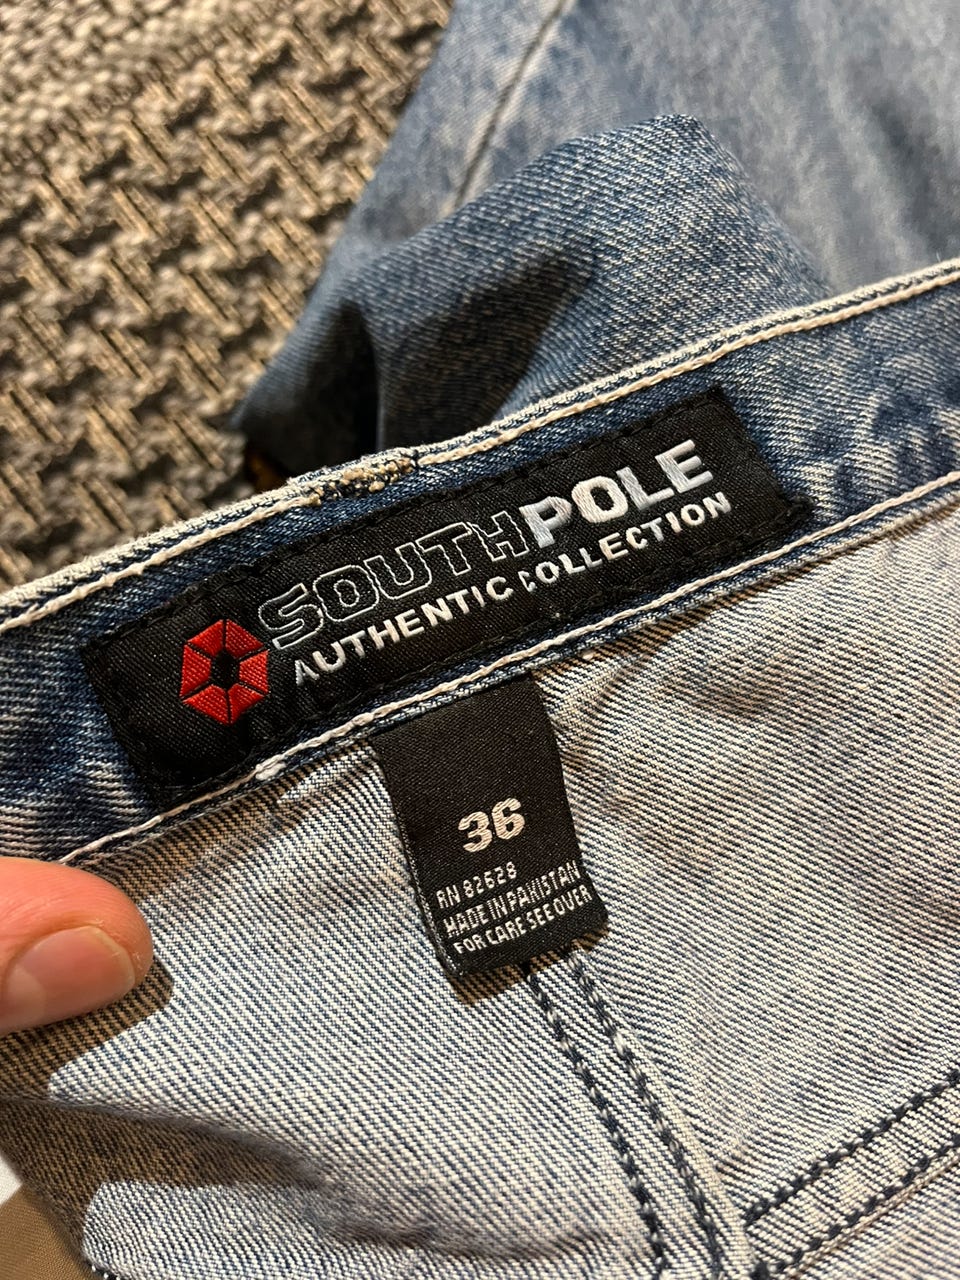 SOUTHPOLE
AUTHENTIC COLLECTION
36
RN 82628
MADE IN PAKISTAN
FOR CARE SEE OVER